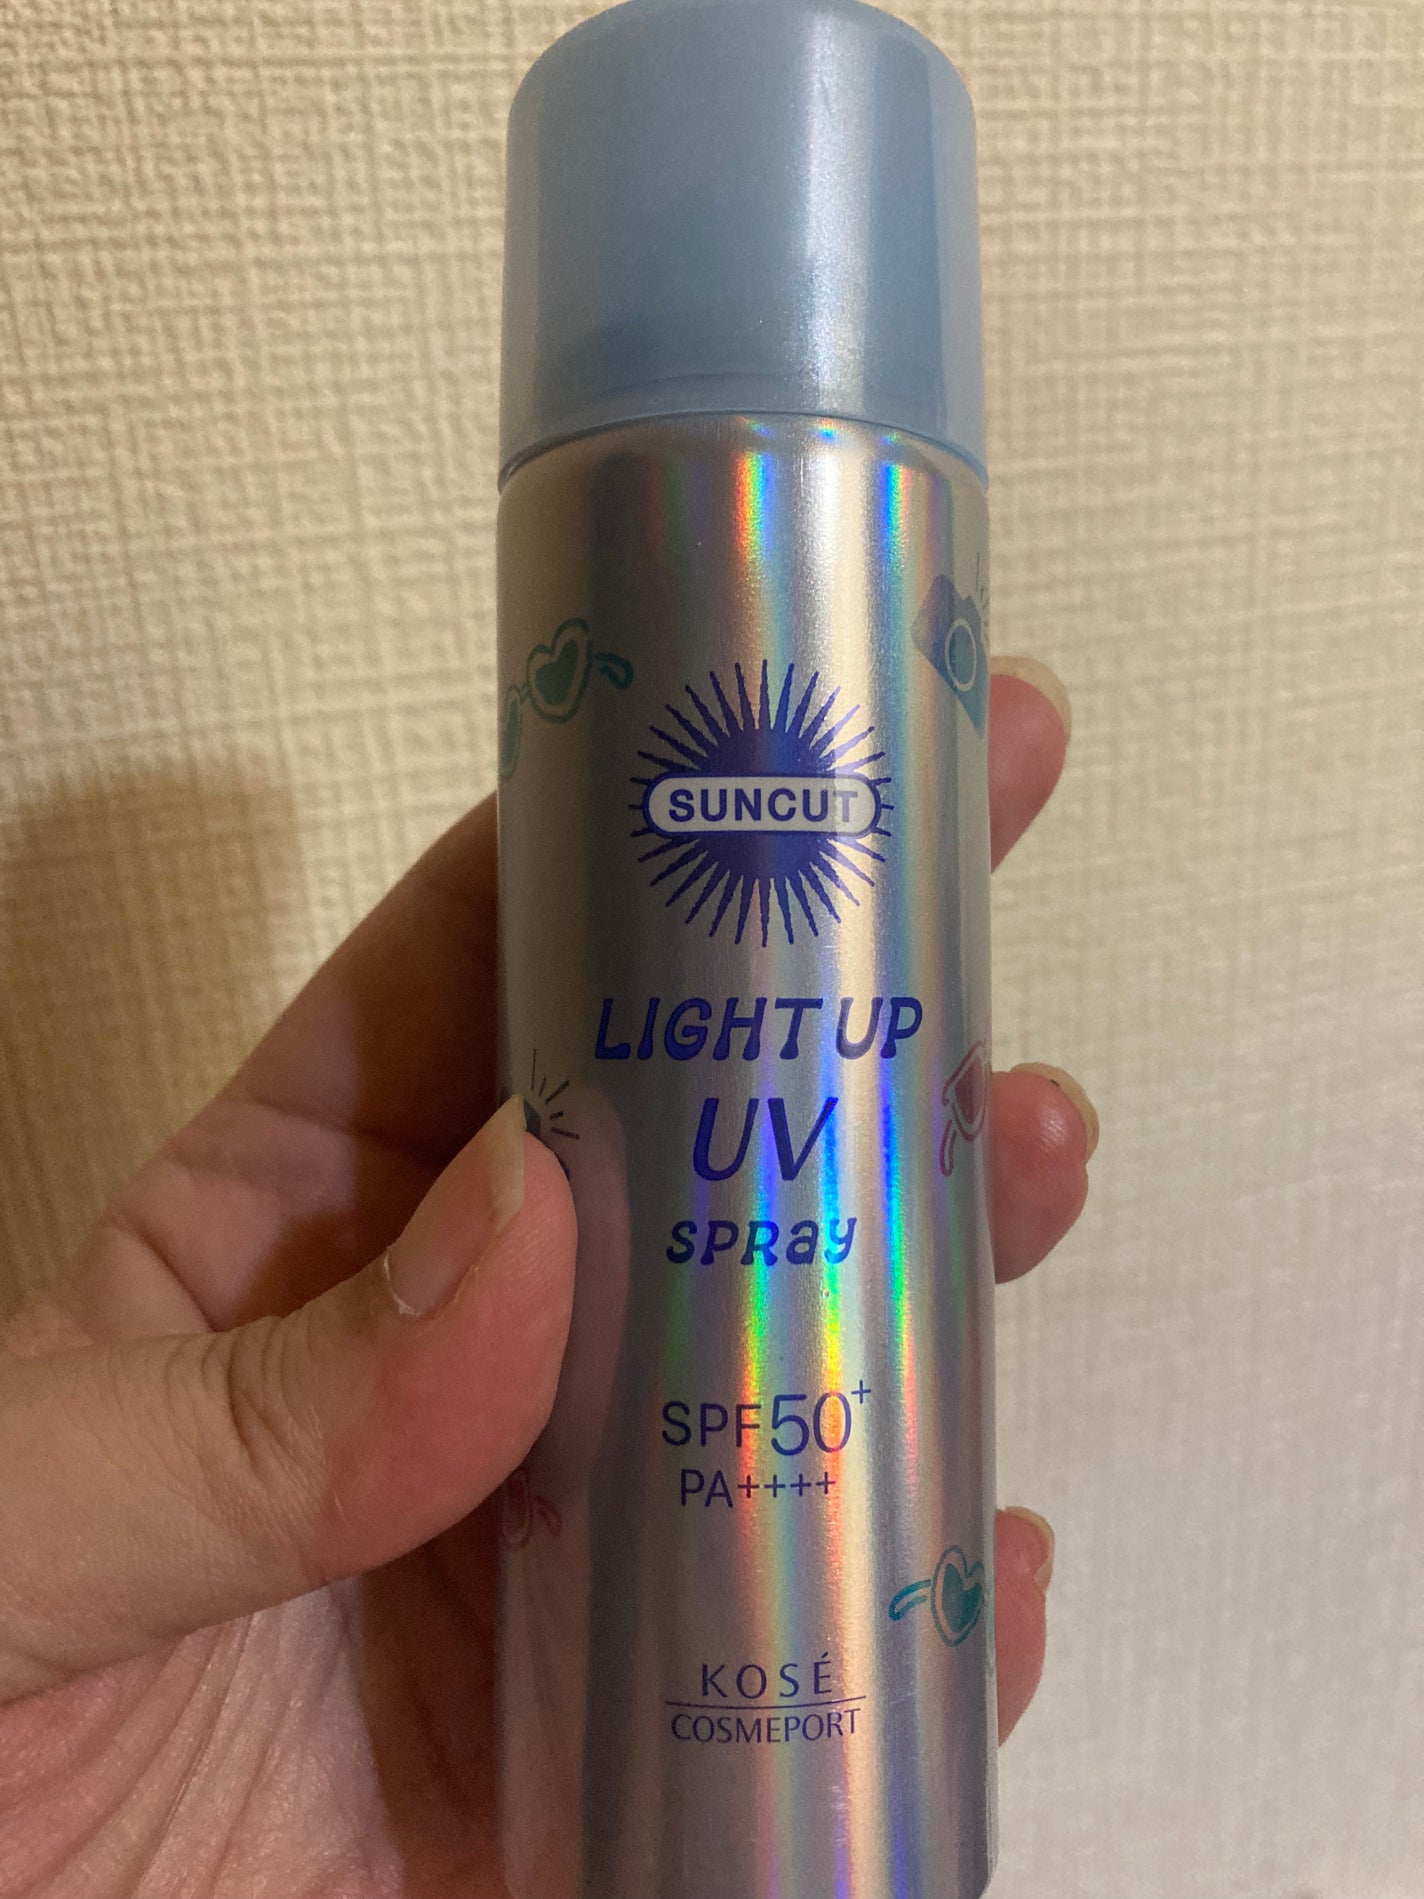 SUNCUT
LIGHT UP
UV
SPRay
SPF50+
PA++++
KOSÉ
COSMEPORT